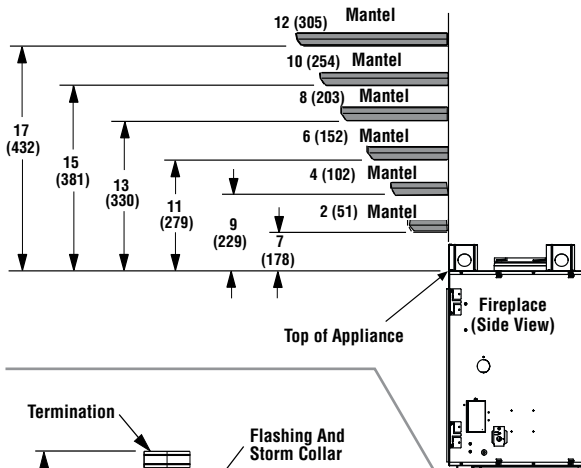 12 (305) Mantel
10 (254) Mantel
8 (203) Mantel
6 (152) Mantel
4 (102) Mantel
2 (51) Mantel
17
(432)
15
(381)
13
(330)
11
(279)
9
(229)
7
(178)
Top of Appliance
Fireplace
(Side View)
Termination
Flashing And
Storm Collar